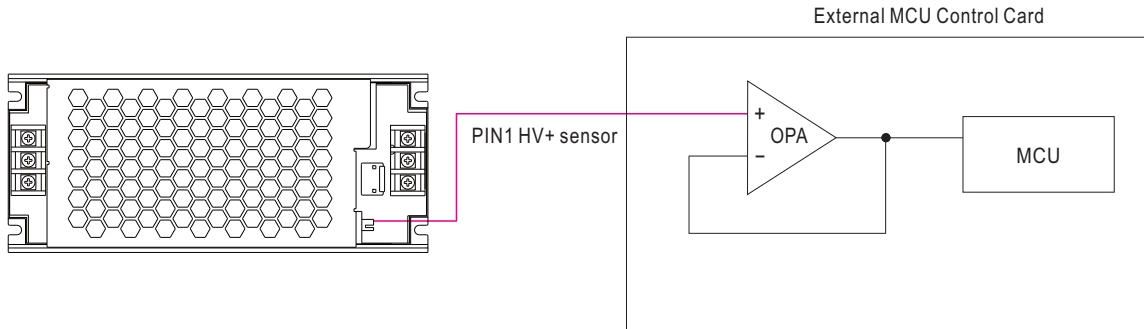 External MCU Control Card
PIN1 HV+ sensor
+
OPA
−
MCU